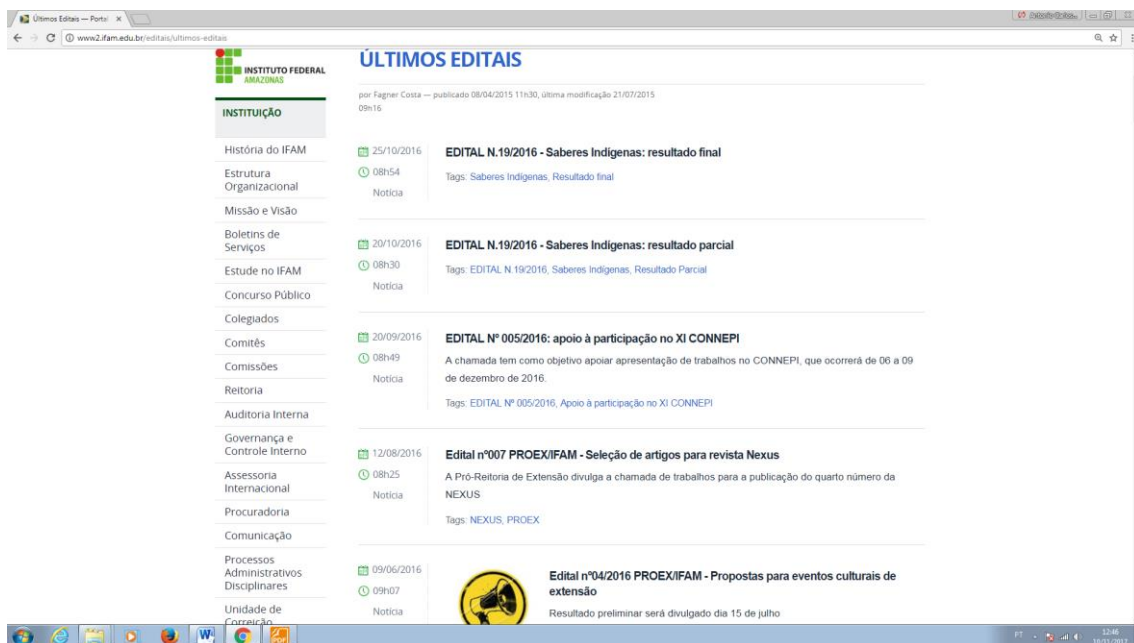 Últimos Editais — Portal
www2.ifam.edu.br/editais/ultimos-editais
INSTITUTO FEDERAL
AMAZONAS
INSTITUIÇÃO
História do IFAM
Estrutura
Organizacional
Missão e Visão
Boletins de
Serviços
Estude no IFAM
Concurso Público
Colegiados
Comitês
Comissões
Reitoria
Auditoria Interna
Governança e
Controle Interno
Assessoria
Internacional
Procuradoria
Comunicação
Processos
Administrativos
Disciplinares
Unidade de
Correição
ÚLTIMOS EDITAIS
por Fagner Costa — publicado 08/04/2015 11h30, última modificação 21/07/2015
09h16
25/10/2016
08h54
Notícia
EDITAL N.19/2016 - Saberes Indígenas: resultado final
Tags: Saberes Indígenas, Resultado final
20/10/2016
08h30
Notícia
EDITAL N.19/2016 - Saberes Indígenas: resultado parcial
Tags: EDITAL N.19/2016, Saberes Indígenas, Resultado Parcial
20/09/2016
08h49
Notícia
EDITAL Nº 005/2016: apoio à participação no XI CONNEPI
A chamada tem como objetivo apoiar apresentação de trabalhos no CONNEPI, que ocorrerá de 06 a 09
de dezembro de 2016.
Tags: EDITAL Nº 005/2016, Apoio à participação no XI CONNEPI
12/08/2016
08h25
Notícia
Edital nº007 PROEX/IFAM - Seleção de artigos para revista Nexus
A Pró-Reitoria de Extensão divulga a chamada de trabalhos para a publicação do quarto número da
NEXUS
Tags: NEXUS, PROEX
09/06/2016
09h07
Notícia
Edital nº04/2016 PROEX/IFAM - Propostas para eventos culturais de
extensão
Resultado preliminar será divulgado dia 15 de julho
PT
12:46